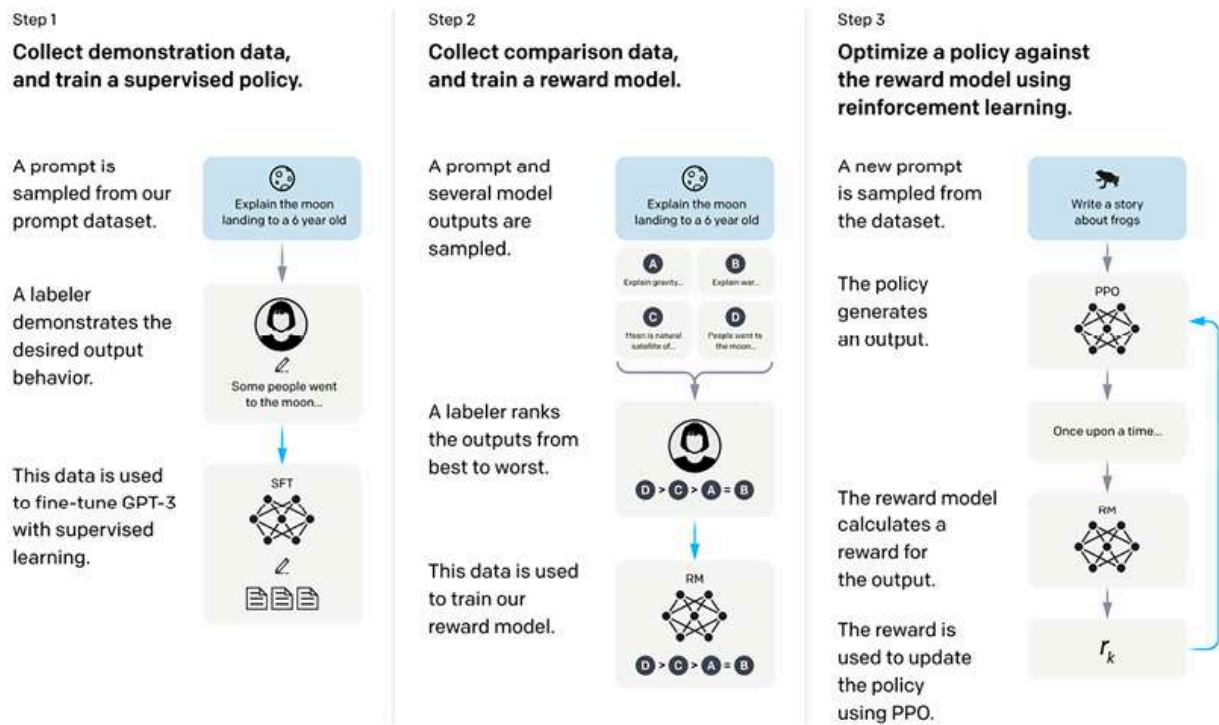 Step 1
Collect demonstration data,
and train a supervised policy.
A prompt is
sampled from our
prompt dataset.
Explain the moon
landing to a 6 year old
A labeler
demonstrates the
desired output
behavior.
Some people went
to the moon...
This data is used
to fine-tune GPT-3
with supervised
learning.
SFT
Step 2
Collect comparison data,
and train a reward model.
A prompt and
several model
outputs are
sampled.
Explain the moon
landing to a 6 year old
A
Explain gravity...
B
Explain war...
C
Moon is natural
satellite of...
D
People went to
the moon...
A labeler ranks
the outputs from
best to worst.
D > C > A = B
This data is used
to train our
reward model.
RM
D > C > A = B
Step 3
Optimize a policy against
the reward model using
reinforcement learning.
A new prompt
is sampled from
the dataset.
Write a story
about frogs
The policy
generates
an output.
PPO
Once upon a time...
The reward model
calculates a
reward for
the output.
RM
The reward is
used to update
the policy
using PPO.
r_k